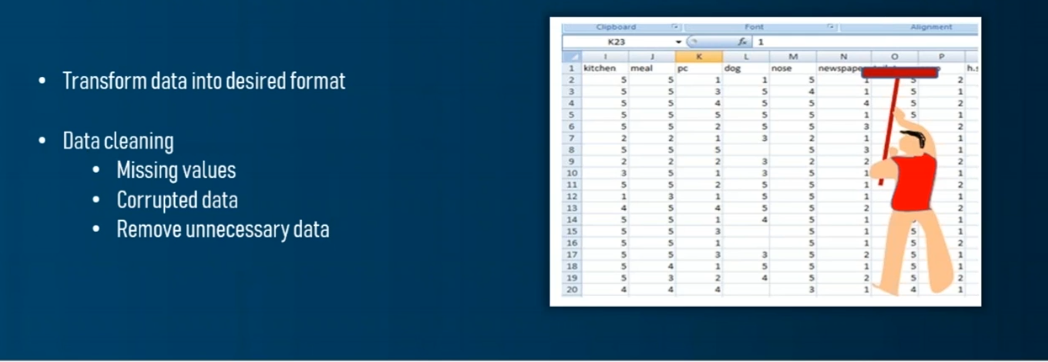 • Transform data into desired format
• Data cleaning
• Missing values
• Corrupted data
• Remove unnecessary data
Clipboard Font Alignment
K23 fx 1
I J K L M N O P
1 kitchen meal pc dog nose newspape h.s
2 5 5 1 1 5 1 5 2
3 5 5 3 5 4 1 5 1
4 5 5 4 5 5 4 5 2
5 5 5 5 5 5 1 5 1
6 5 5 2 5 5 3 2
7 2 2 1 3 2 1 1
8 5 5 5 5 3 2
9 2 2 2 3 2 2 2
10 3 5 1 3 5 1 1
11 5 5 2 5 5 1 2
12 1 3 1 5 5 1 1
13 4 5 4 5 5 2 2
14 5 5 1 4 5 1 1
15 5 5 3 5 1 5 1
16 5 5 1 5 1 5 2
17 5 5 3 3 5 2 5 1
18 5 4 1 5 5 1 5 1
19 5 3 2 4 5 2 5 2
20 4 4 4 3 1 4 1